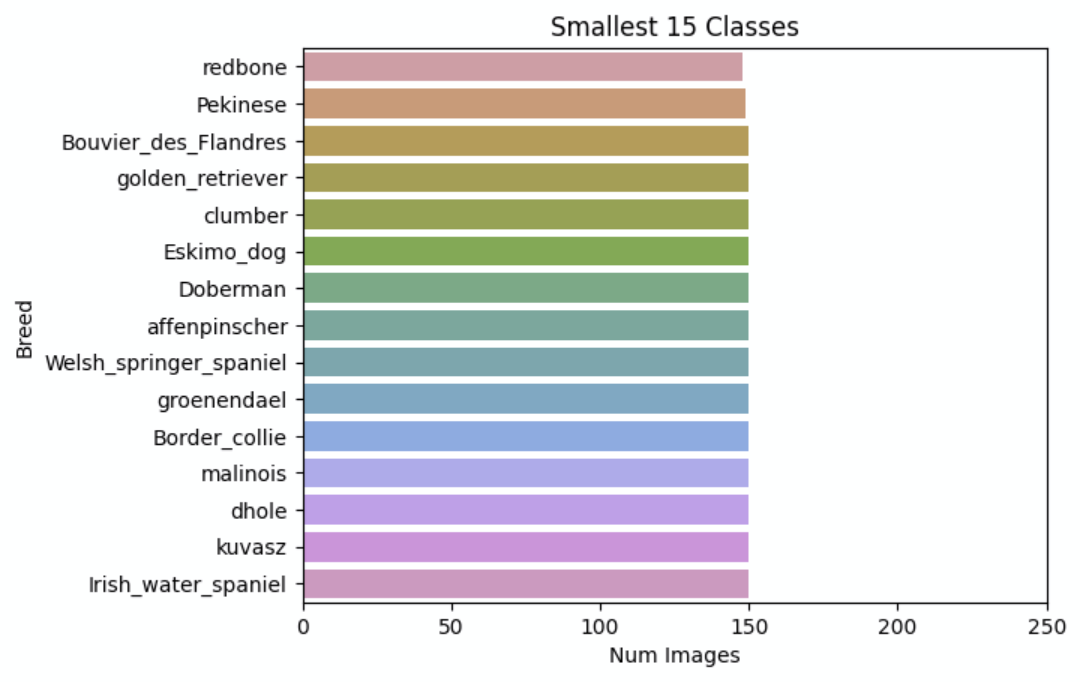 Smallest 15 Classes
redbone
Pekinese
Bouvier_des_Flandres
golden_retriever
clumber
Eskimo_dog
Doberman
affenpinscher
Welsh_springer_spaniel
groenendael
Border_collie
malinois
dhole
kuvasz
Irish_water_spaniel
Breed
0 50 100 150 200 250
Num Images